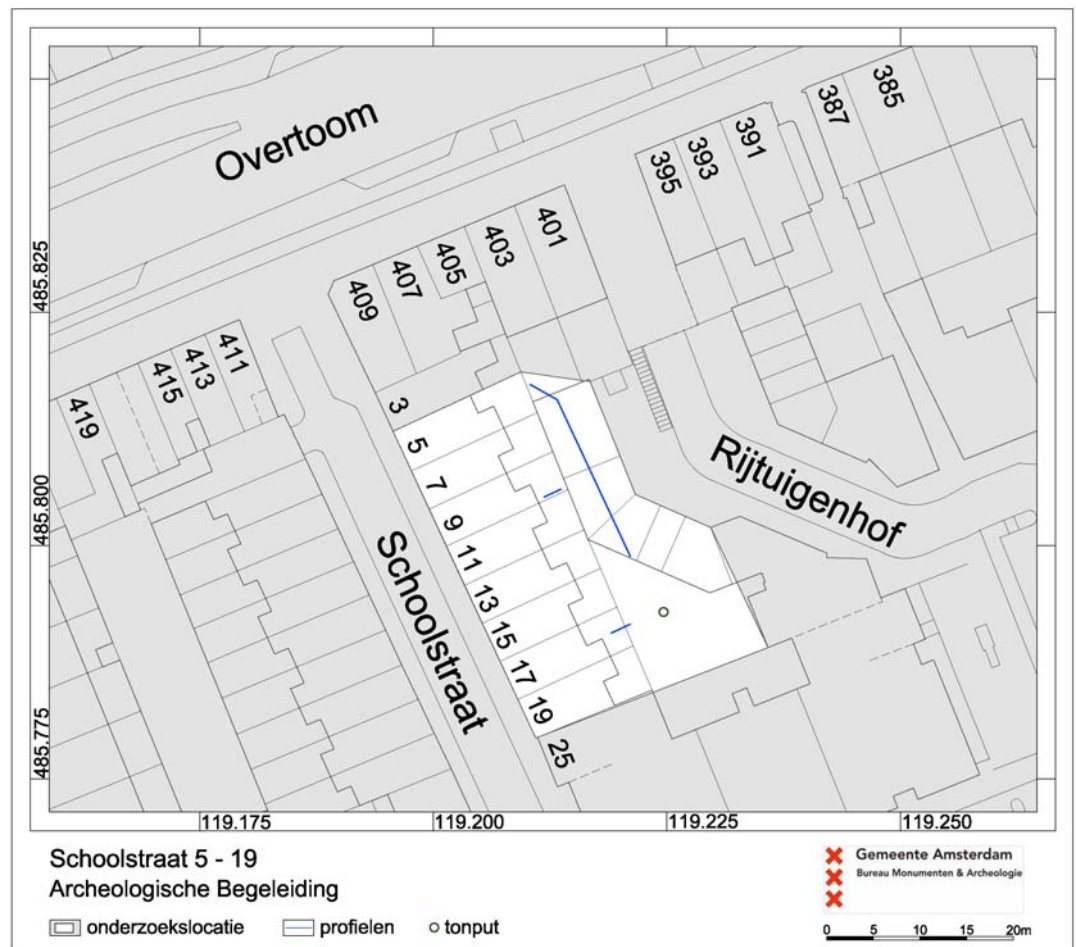 Overtoom
385
387
391
393
395
401
403
405
407
409
411
413
415
419
3
5
7
9
11
13
15
17
19
25
Schoolstraat
Rijtuigenhof
485.825
485.800
485.775
119.175
119.200
119.225
119.250
Schoolstraat 5 - 19
Archeologische Begeleiding
onderzoekslocatie
profielen
tonput
Gemeente Amsterdam
Bureau Monumenten & Archeologie
0 5 10 15 20m